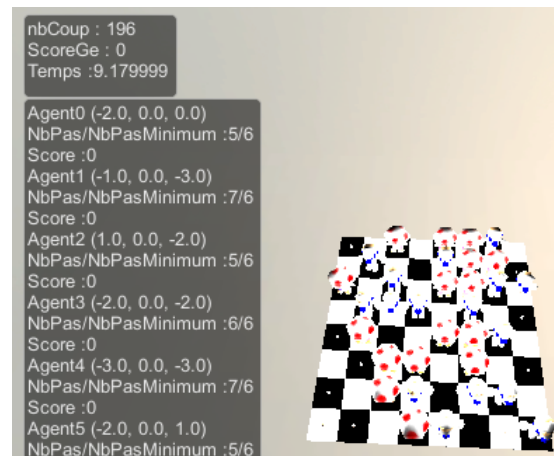 nbCoup : 196
ScoreGe : 0
Temps :9.179999
Agent0 (-2.0, 0.0, 0.0)
NbPas/NbPasMinimum :5/6
Score :0
Agent1 (-1.0, 0.0, -3.0)
NbPas/NbPasMinimum :7/6
Score :0
Agent2 (1.0, 0.0, -2.0)
NbPas/NbPasMinimum :5/6
Score :0
Agent3 (-2.0, 0.0, -2.0)
NbPas/NbPasMinimum :6/6
Score :0
Agent4 (-3.0, 0.0, -3.0)
NbPas/NbPasMinimum :7/6
Score :0
Agent5 (-2.0, 0.0, 1.0)
NbPas/NbPasMinimum :5/6